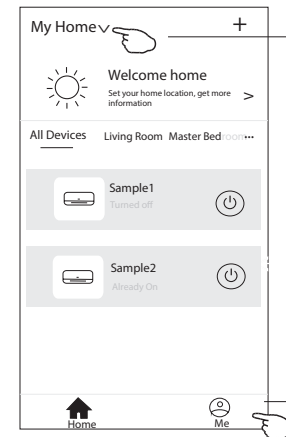 My Home
Welcome home
Set your home location, get more
information
All Devices Living Room Master Bedroom
Sample1
Turned off
Sample2
Already On
Home Me